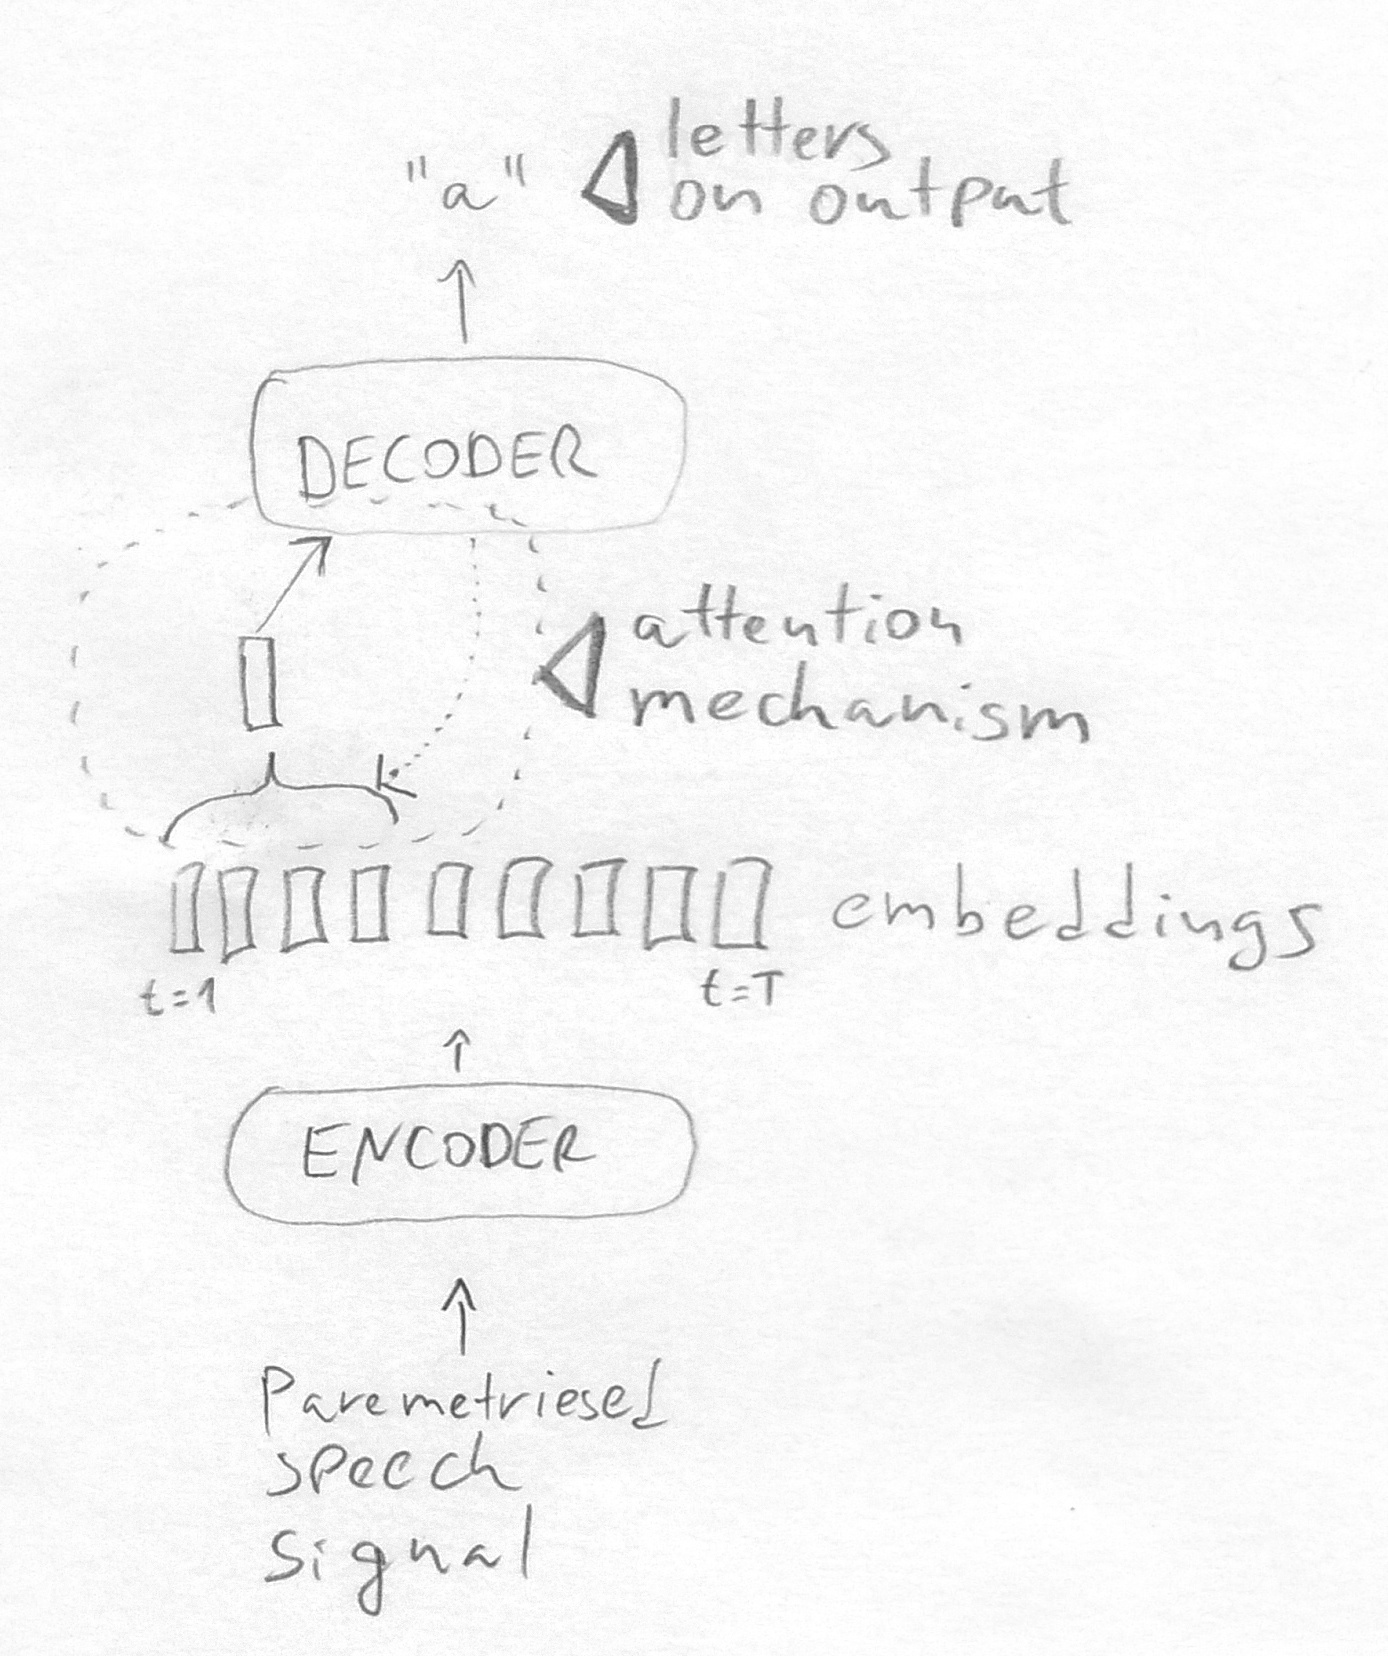 letters
"a" on output
DECODER
attention
mechanism
embeddings
t=1 t=T
ENCODER
Paremetriesed
speech
signal